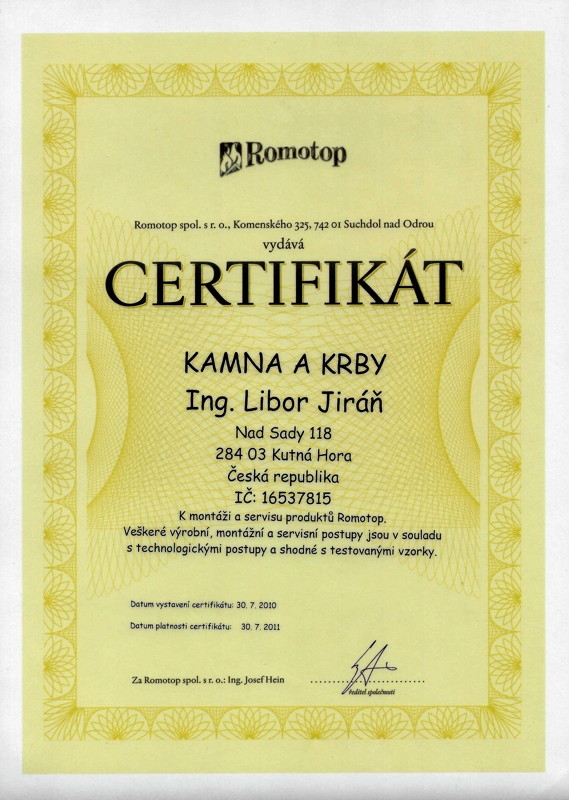 Romotop
Romotop spol. s r. o., Komenského 325, 742 01 Suchdol nad Odrou
vydává
CERTIFIKÁT
KAMNA A KRBY
Ing. Libor Jiráň
Nad Sady 118
284 03 Kutná Hora
Česká republika
IČ: 16537815
K montáži a servisu produktů Romotop.
Veškeré výrobní, montážní a servisní postupy jsou v souladu
s technologickými postupy a shodné s testovanými vzorky.
Datum vystavení certifikátu: 30. 7. 2010
Datum platnosti certifikátu: 30. 7. 2011
Za Romotop spol. s r. o.: Ing. Josef Hein
ředitel společnosti